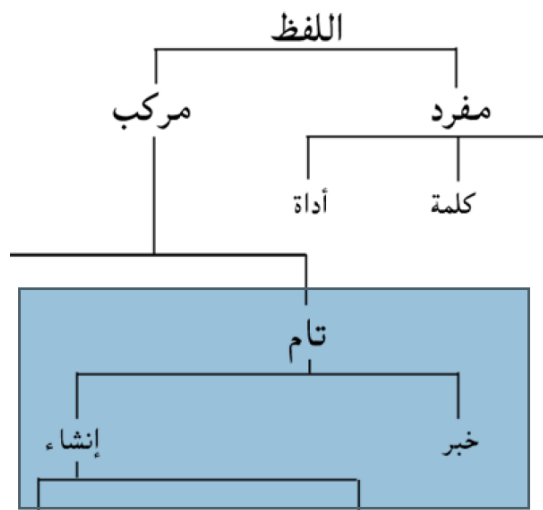 اللفظ
مفرد مركب
كلمة أداة
تام
خبر إنشاء